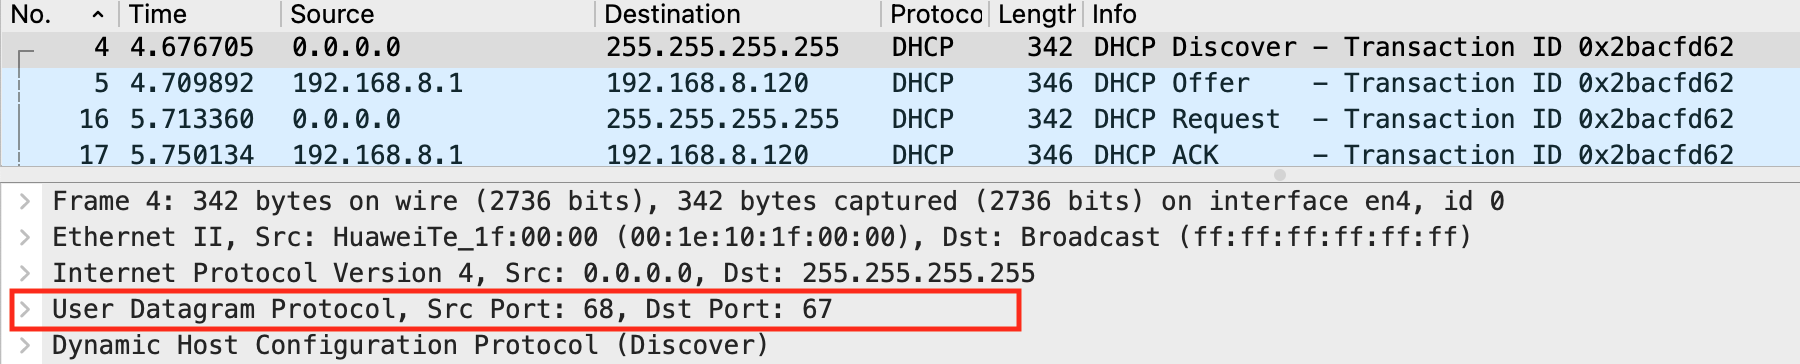 No. Time Source Destination Protoco Length Info
4 4.676705 0.0.0.0 255.255.255.255 DHCP 342 DHCP Discover – Transaction ID 0x2bacfd62
5 4.709892 192.168.8.1 192.168.8.120 DHCP 346 DHCP Offer – Transaction ID 0x2bacfd62
16 5.713360 0.0.0.0 255.255.255.255 DHCP 342 DHCP Request – Transaction ID 0x2bacfd62
17 5.750134 192.168.8.1 192.168.8.120 DHCP 346 DHCP ACK – Transaction ID 0x2bacfd62
Frame 4: 342 bytes on wire (2736 bits), 342 bytes captured (2736 bits) on interface en4, id 0
Ethernet II, Src: HuaweiTe_1f:00:00 (00:1e:10:1f:00:00), Dst: Broadcast (ff:ff:ff:ff:ff:ff)
Internet Protocol Version 4, Src: 0.0.0.0, Dst: 255.255.255.255
User Datagram Protocol, Src Port: 68, Dst Port: 67
Dynamic Host Configuration Protocol (Discover)